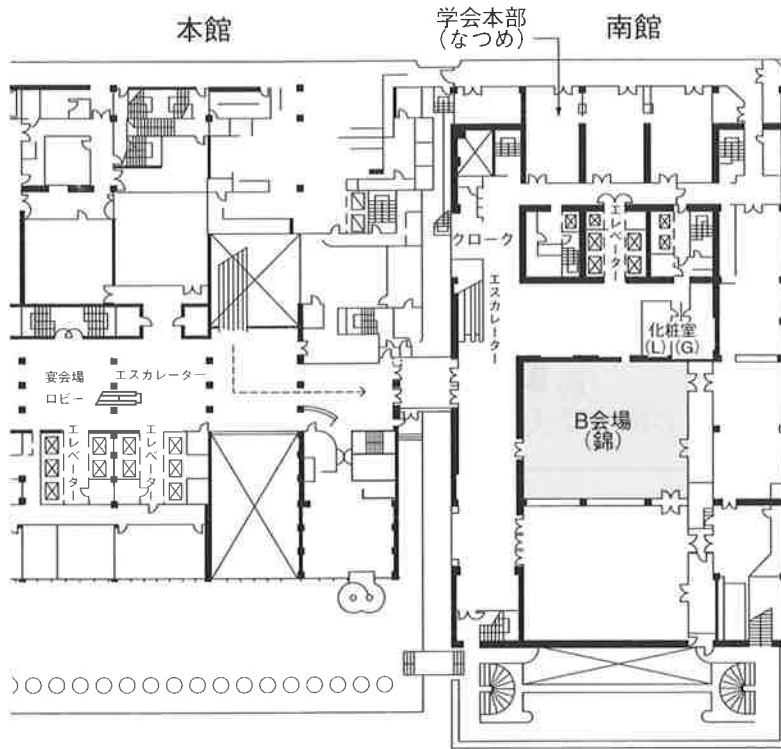 本館
学会本部
(なつめ)
南館
クローク
エレベーター
エスカレーター
化粧室
(L) (G)
宴会場
ロビー
エスカレーター
エレベーター
エレベーター
B会場
(錦)